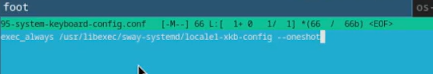 foot
os-
95-system-keyboard-config.conf   [-M--] 66 L:[  1+ 0   1/  1] *(66  /  66b) <EOF>
exec_always /usr/libexec/sway-systemd/locale1-xkb-config --oneshot